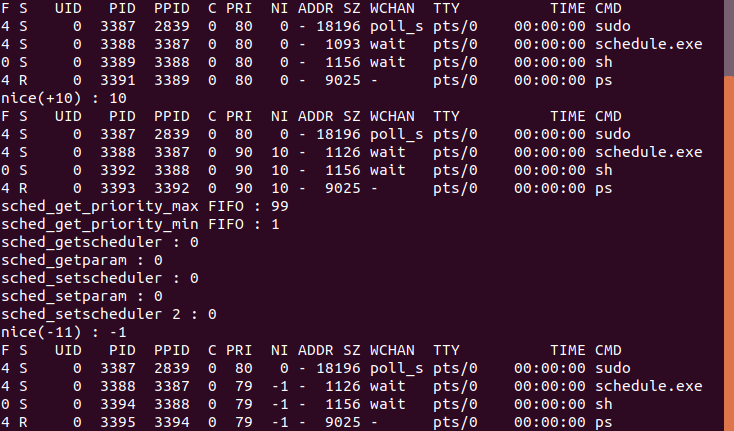 F S   UID   PID  PPID  C PRI  NI ADDR SZ WCHAN  TTY          TIME CMD
4 S     0  3387  2839  0  80   0 - 18196 poll_s pts/0    00:00:00 sudo
4 S     0  3388  3387  0  80   0 -  1093 wait   pts/0    00:00:00 schedule.exe
0 S     0  3389  3388  0  80   0 -  1156 wait   pts/0    00:00:00 sh
4 R     0  3391  3389  0  80   0 -  9025 -      pts/0    00:00:00 ps
nice(+10) : 10
F S   UID   PID  PPID  C PRI  NI ADDR SZ WCHAN  TTY          TIME CMD
4 S     0  3387  2839  0  80   0 - 18196 poll_s pts/0    00:00:00 sudo
4 S     0  3388  3387  0  90  10 -  1126 wait   pts/0    00:00:00 schedule.exe
0 S     0  3392  3388  0  90  10 -  1156 wait   pts/0    00:00:00 sh
4 R     0  3393  3392  0  90  10 -  9025 -      pts/0    00:00:00 ps
sched_get_priority_max FIFO : 99
sched_get_priority_min FIFO : 1
sched_getscheduler : 0
sched_getparam : 0
sched_setscheduler : 0
sched_setparam : 0
sched_setscheduler 2 : 0
nice(-11) : -1
F S   UID   PID  PPID  C PRI  NI ADDR SZ WCHAN  TTY          TIME CMD
4 S     0  3387  2839  0  80   0 - 18196 poll_s pts/0    00:00:00 sudo
4 S     0  3388  3387  0  79  -1 -  1126 wait   pts/0    00:00:00 schedule.exe
0 S     0  3394  3388  0  79  -1 -  1156 wait   pts/0    00:00:00 sh
4 R     0  3395  3394  0  79  -1 -  9025 -      pts/0    00:00:00 ps